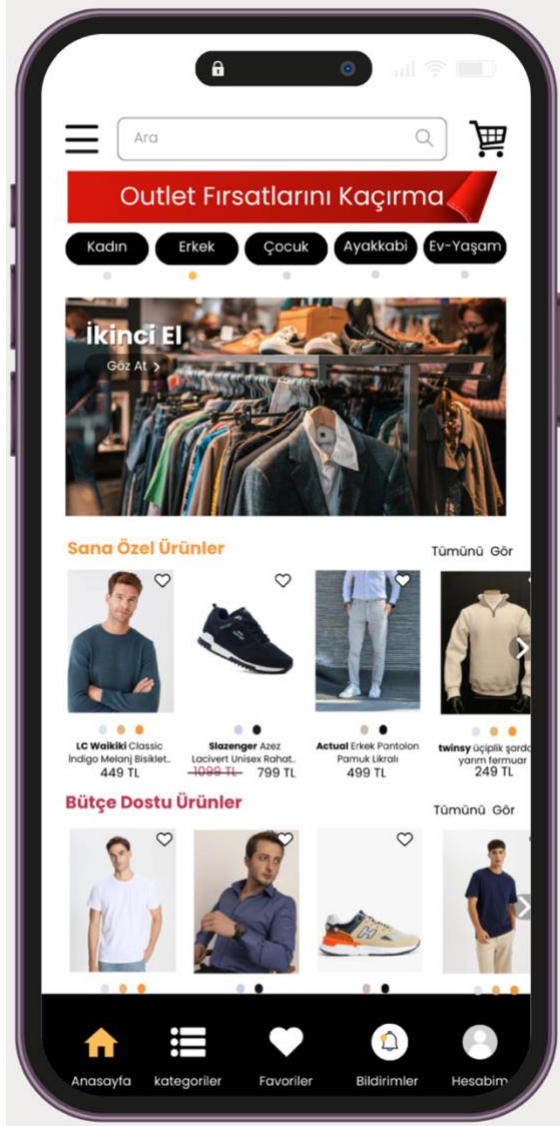 Ara
Outlet Fırsatlarını Kaçırma
Kadın Erkek Çocuk Ayakkabi Ev-Yaşam
İkinci El
Göz At >
Sana Özel Ürünler Tümünü Gör
LC Waikiki Classic
İndigo Melanj Bisiklet..
449 TL
Slazenger Azez
Lacivert Unisex Rahat..
1099 TL 799 TL
Actual Erkek Pantolon
Pamuk Likralı
499 TL
twinsy üçiplik şardo
yarım fermuar
249 TL
Bütçe Dostu Ürünler Tümünü Gör
Anasayfa kategoriler Favoriler Bildirimler Hesabim